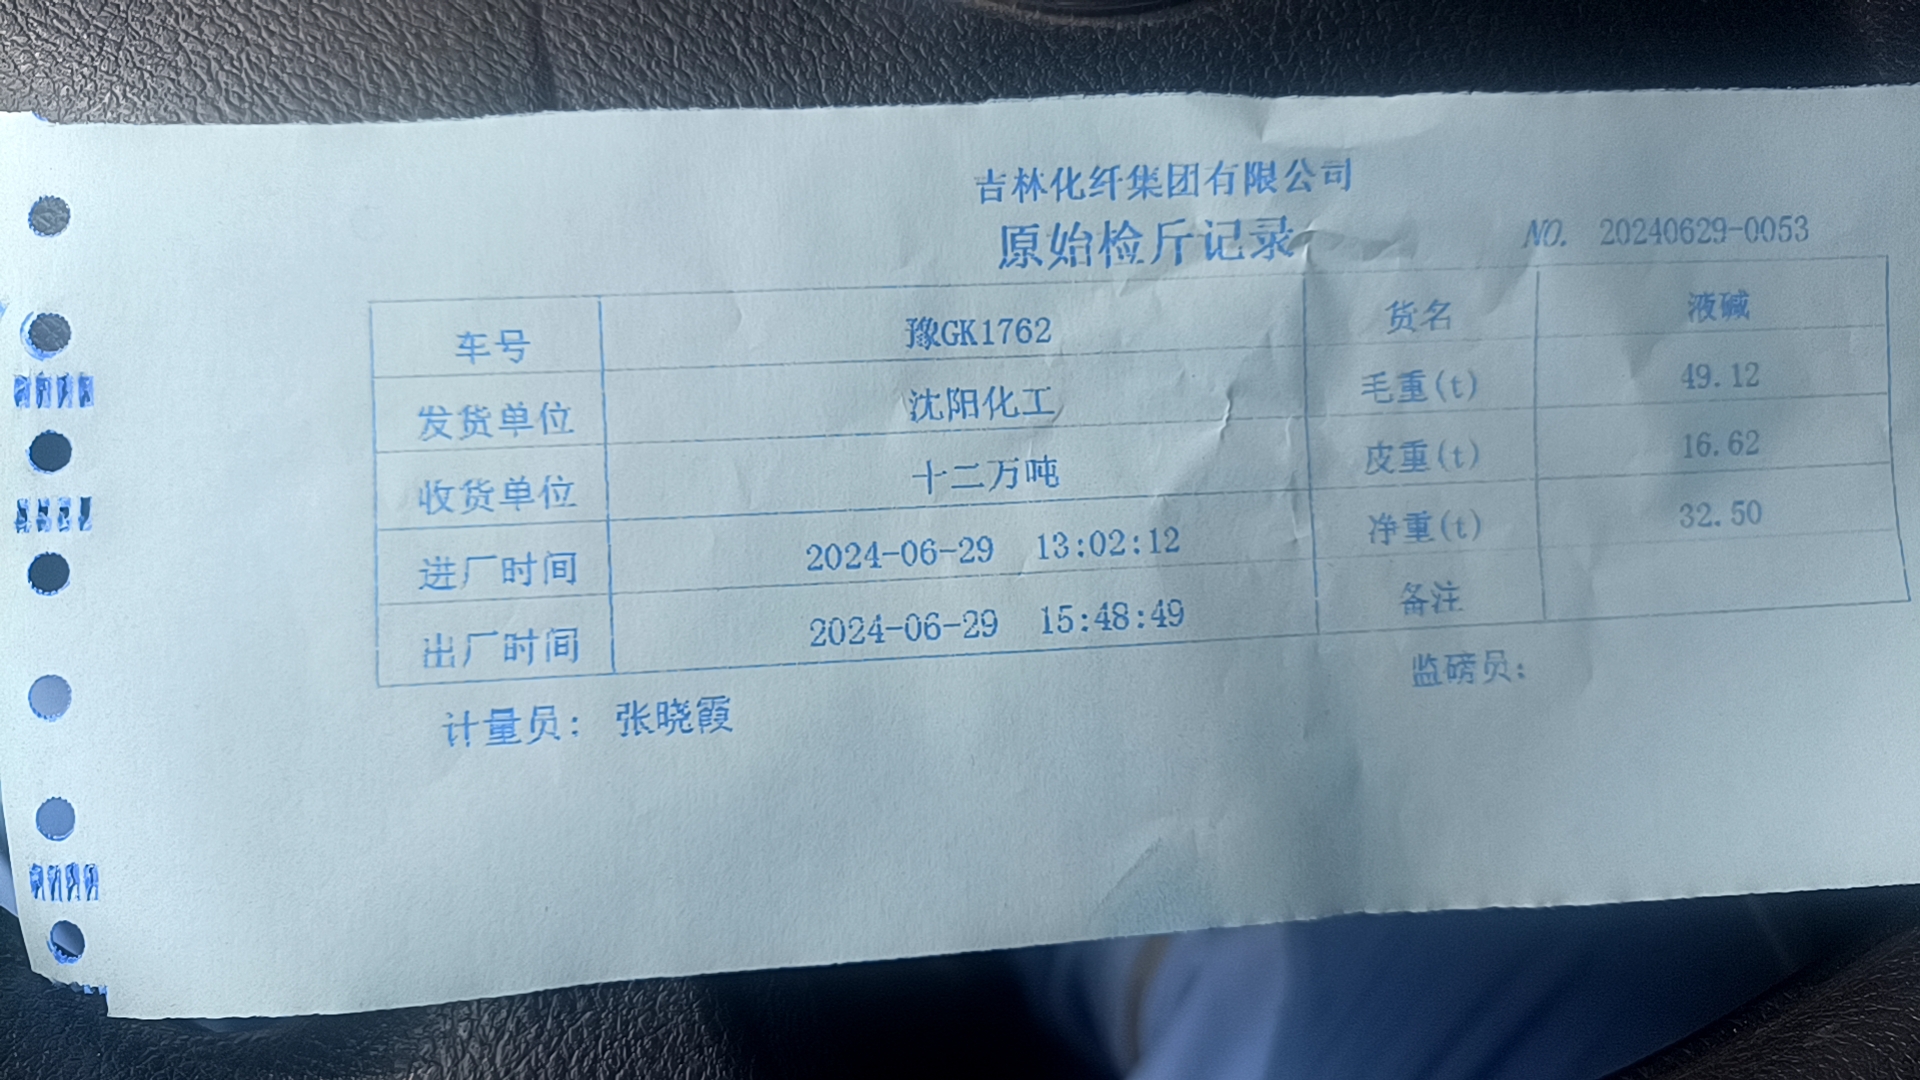 吉林化纤集团有限公司
原始检斤记录
NO. 20240629-0053
车号 豫GK1762 货名 液碱
发货单位 沈阳化工 毛重(t) 49.12
收货单位 十二万吨 皮重(t) 16.62
进厂时间 2024-06-29 13:02:12 净重(t) 32.50
出厂时间 2024-06-29 15:48:49 备注
计量员: 张晓霞 监磅员: